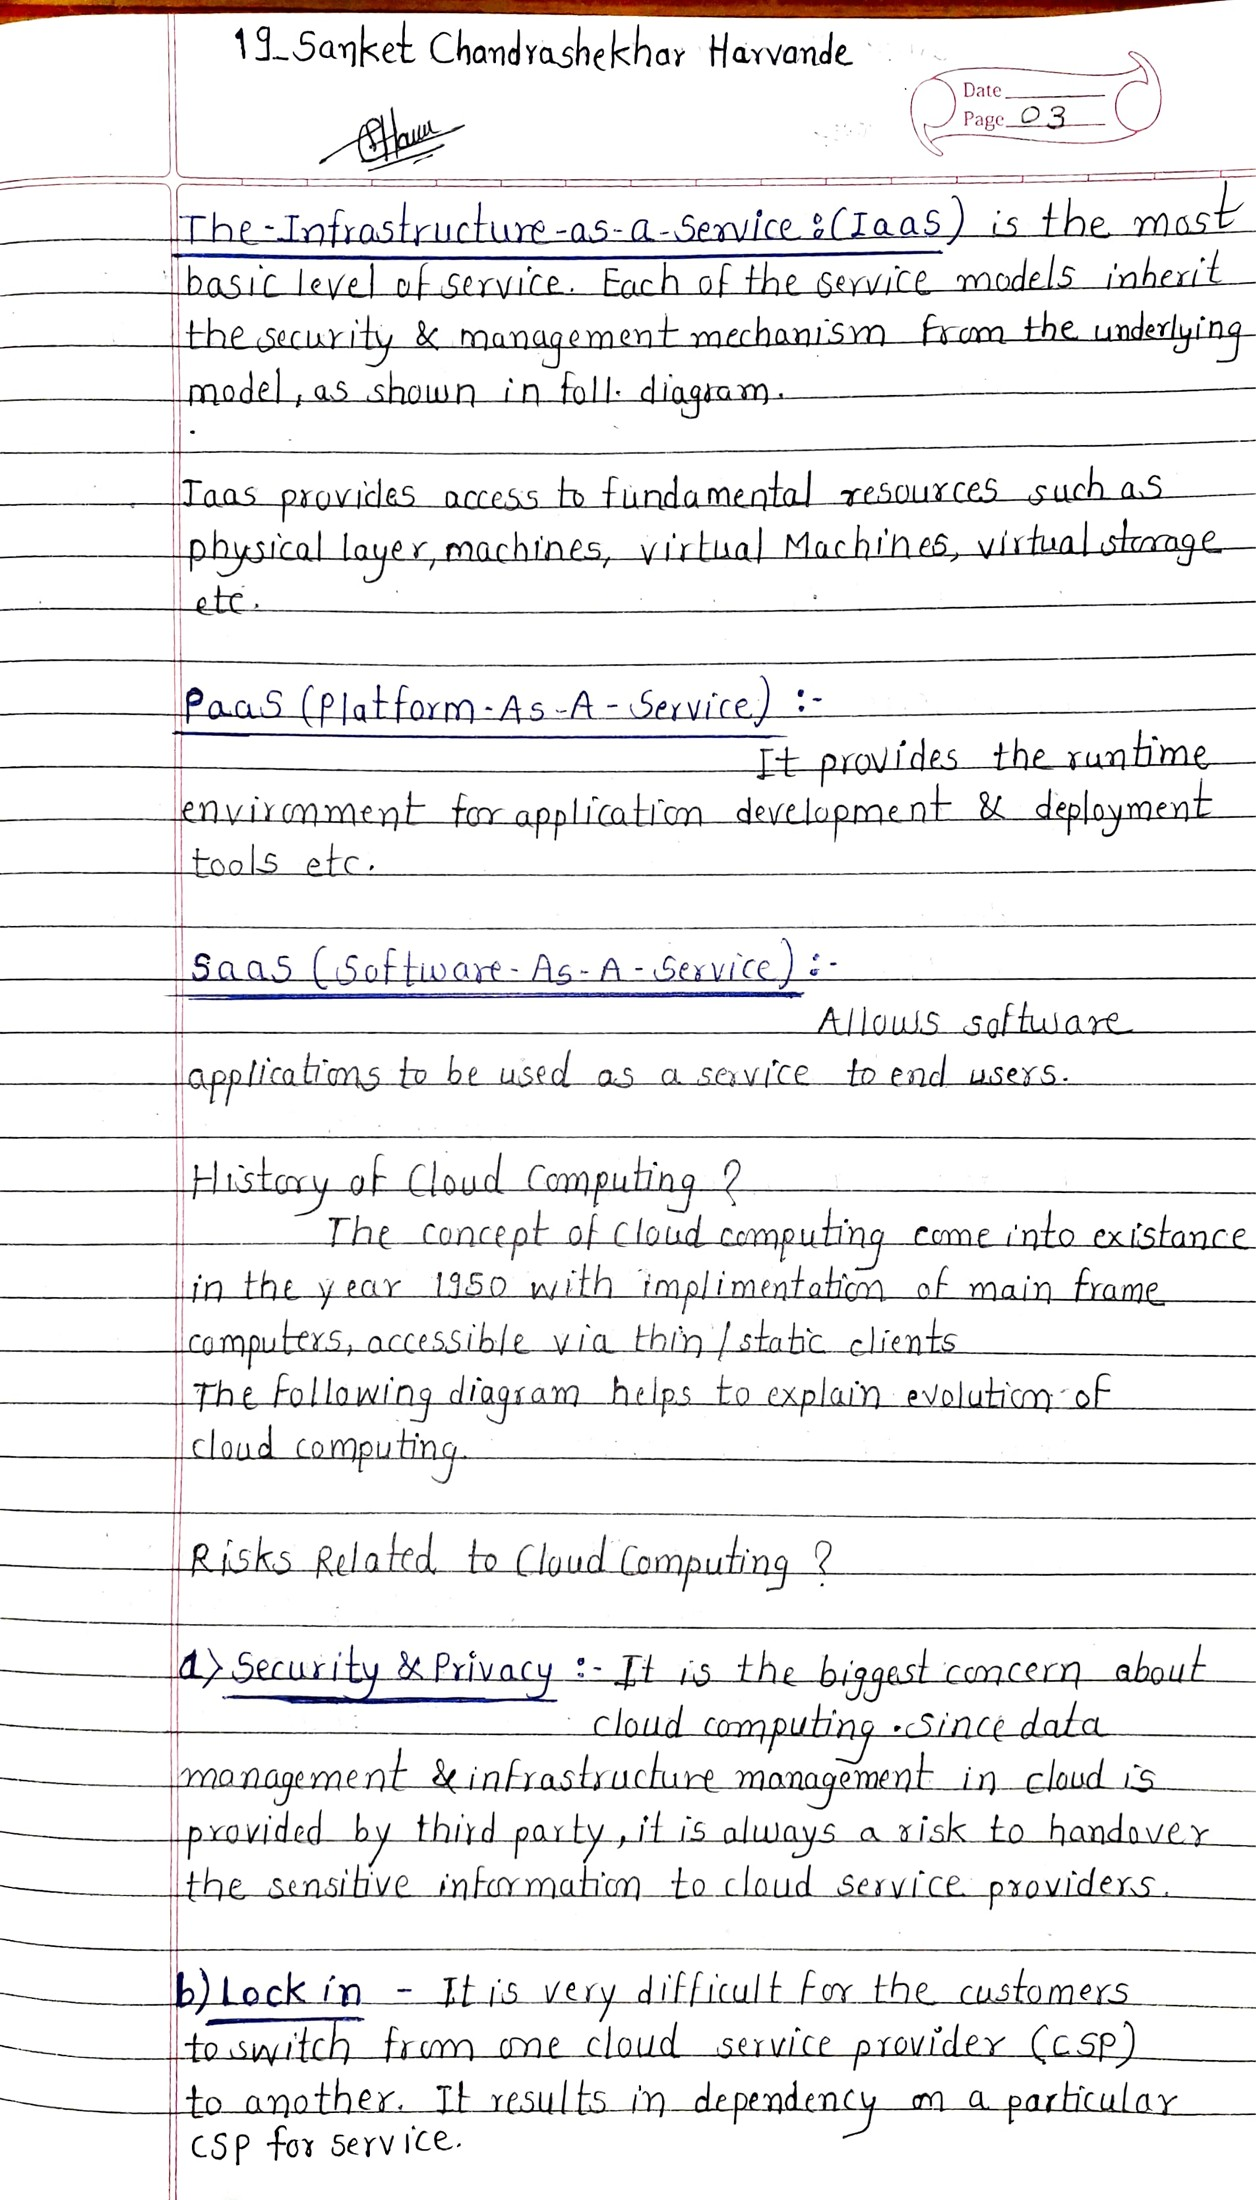 19_Sanket Chandrashekhar Harvande
Date
Page 03
The-Infrastructure-as-a-Service:(Iaas) is the most
basic level of service. Each of the service models inherit
the security & management mechanism from the underlying
model, as shown in foll. diagram.
Iaas provides access to fundamental resources such as
physical layer, machines, virtual Machines, virtual storage
etc.
PaaS (Platform-As-A-Service) :-
It provides the runtime
environment for application development & deployment
tools etc.
SaaS (Software-As-A-Service) :-
Allows software
applications to be used as a service to end users.
History of Cloud Computing ?
The concept of cloud computing come into existance
in the year 1950 with implimentation of main frame
computers, accessible via thin / static clients
The following diagram helps to explain evolution of
cloud computing.
Risks Related to Cloud Computing ?
a) Security & Privacy :- It is the biggest concern about
cloud computing. since data
management & infrastructure management in cloud is
provided by third party, it is always a risk to handover
the sensitive information to cloud service providers.
b) Lock in - It is very difficult for the customers
to switch from one cloud service provider (CSP)
to another. It results in dependency on a particular
CSP for service.